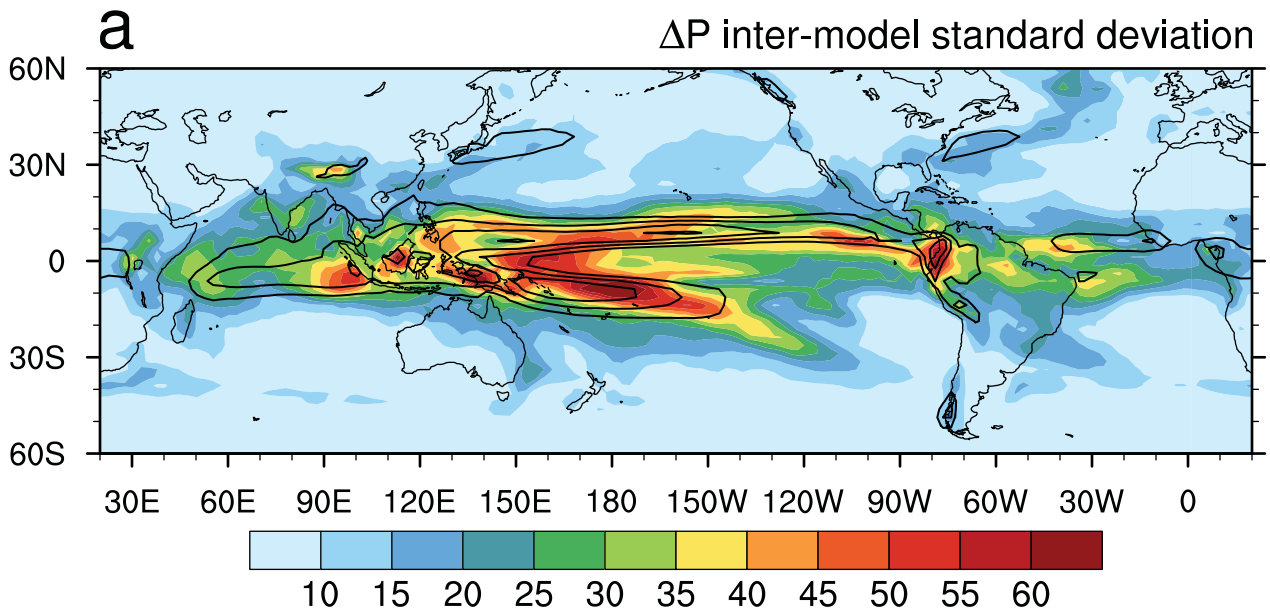 a
ΔP inter-model standard deviation
60N
30N
0
30S
60S
30E 60E 90E 120E 150E 180 150W 120W 90W 60W 30W 0
10 15 20 25 30 35 40 45 50 55 60